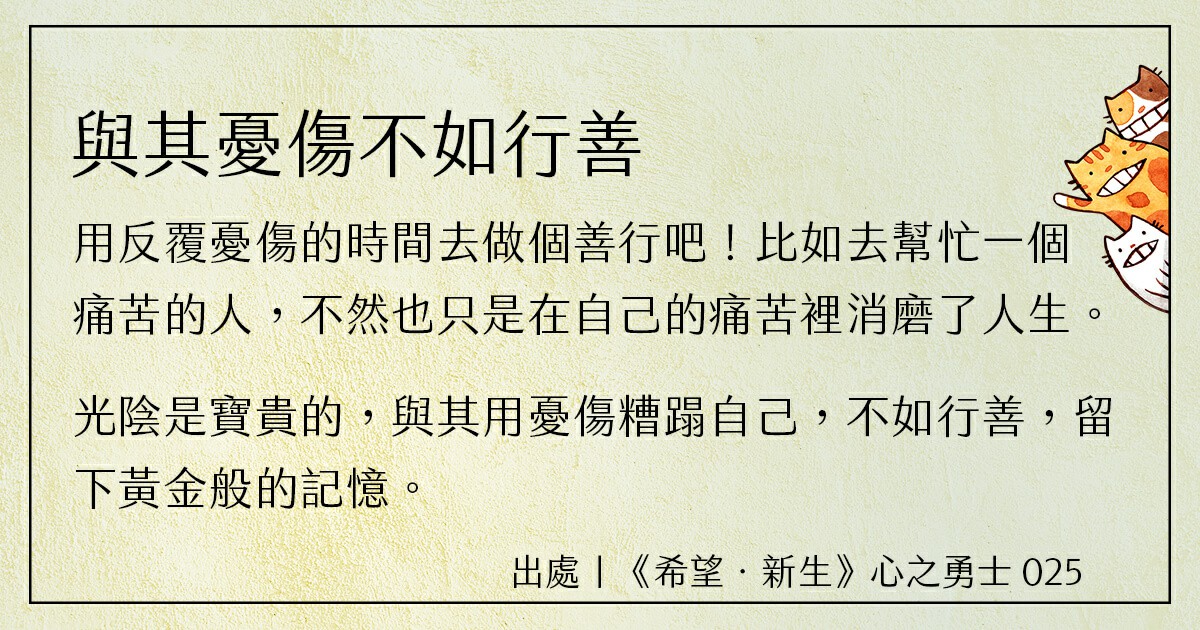 與其憂傷不如行善
用反覆憂傷的時間去做個善行吧！比如去幫忙一個
痛苦的人，不然也只是在自己的痛苦裡消磨了人生。
光陰是寶貴的，與其用憂傷糟蹋自己，不如行善，留
下黃金般的記憶。
出處丨《希望．新生》心之勇士 025